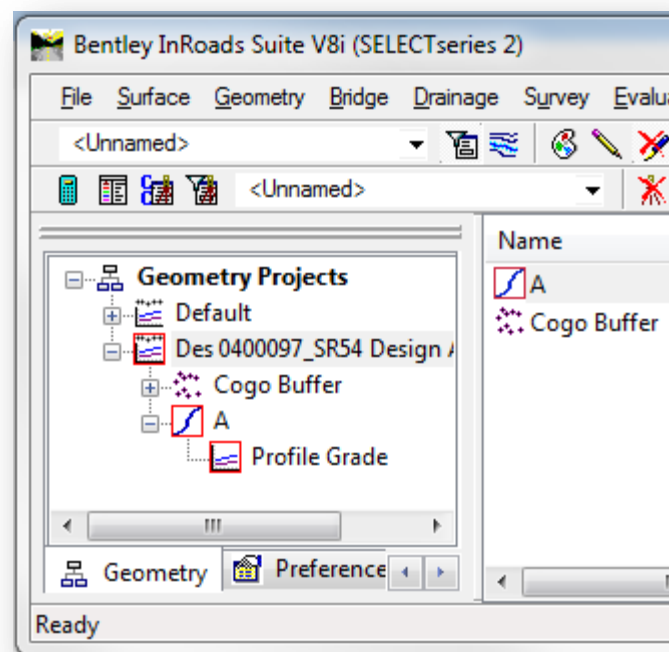 Bentley InRoads Suite V8i (SELECTseries 2)
File Surface Geometry Bridge Drainage Survey
<Unnamed>
<Unnamed>
Name
Geometry Projects
A
Default
Cogo Buffer
Des 0400097_SR54 Design
Cogo Buffer
A
Profile Grade
Geometry Preference
Ready